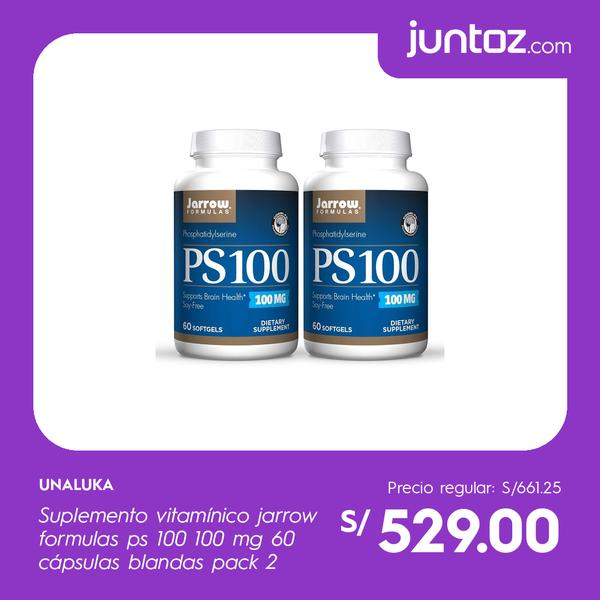 juntoz.com
Jarrow
FORMULAS
Phosphatidylserine
PS100
Supports Brain Health*
Soy-Free
100 MG
60 SOFTGELS
DIETARY
SUPPLEMENT
Jarrow
FORMULAS
Phosphatidylserine
PS100
Supports Brain Health*
Soy-Free
100 MG
60 SOFTGELS
DIETARY
SUPPLEMENT
UNALUKA
Suplemento vitamínico jarrow
formulas ps 100 100 mg 60
cápsulas blandas pack 2
Precio regular: S/661.25
S/ 529.00